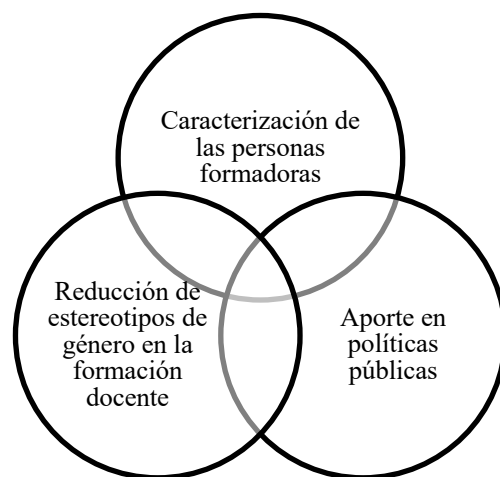 Caracterización de
las personas
formadoras
Reducción de
estereotipos de
género en la
formación
docente
Aporte en
políticas
públicas